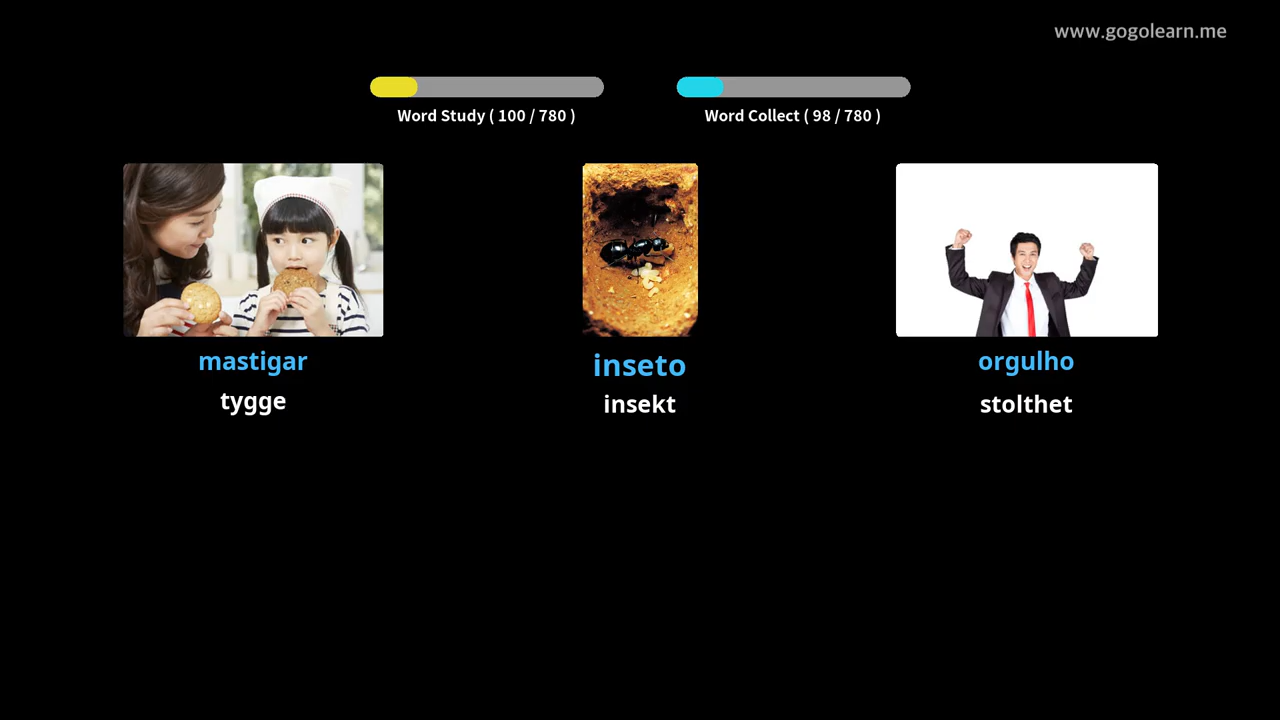 www.gogolearn.me
Word Study ( 100 / 780 )
Word Collect ( 98 / 780 )
mastigar
tygge
inseto
insekt
orgulho
stolthet